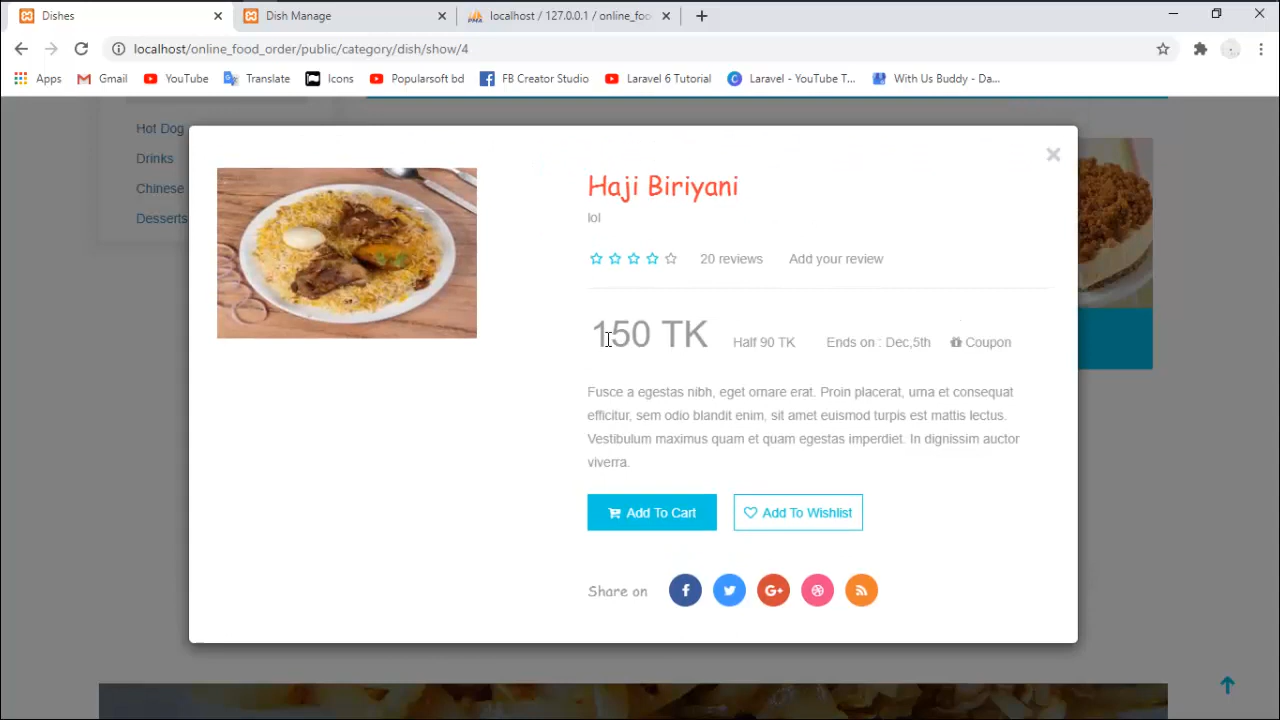 Dishes
Dish Manage
localhost / 127.0.0.1 / online_foo
localhost/online_food_order/public/category/dish/show/4
Apps
Gmail
YouTube
Translate
Icons
Popularsoft bd
FB Creator Studio
Laravel 6 Tutorial
Laravel - YouTube T...
With Us Buddy - Da...
Hot Dog
Drinks
Chinese
Desserts
Haji Biriyani
lol
20 reviews Add your review
150 TK Half 90 TK Ends on : Dec,5th Coupon
Fusce a egestas nibh, eget ornare erat. Proin placerat, urna et consequat
efficitur, sem odio blandit enim, sit amet euismod turpis est mattis lectus.
Vestibulum maximus quam et quam egestas imperdiet. In dignissim auctor
viverra.
Add To Cart
Add To Wishlist
Share on